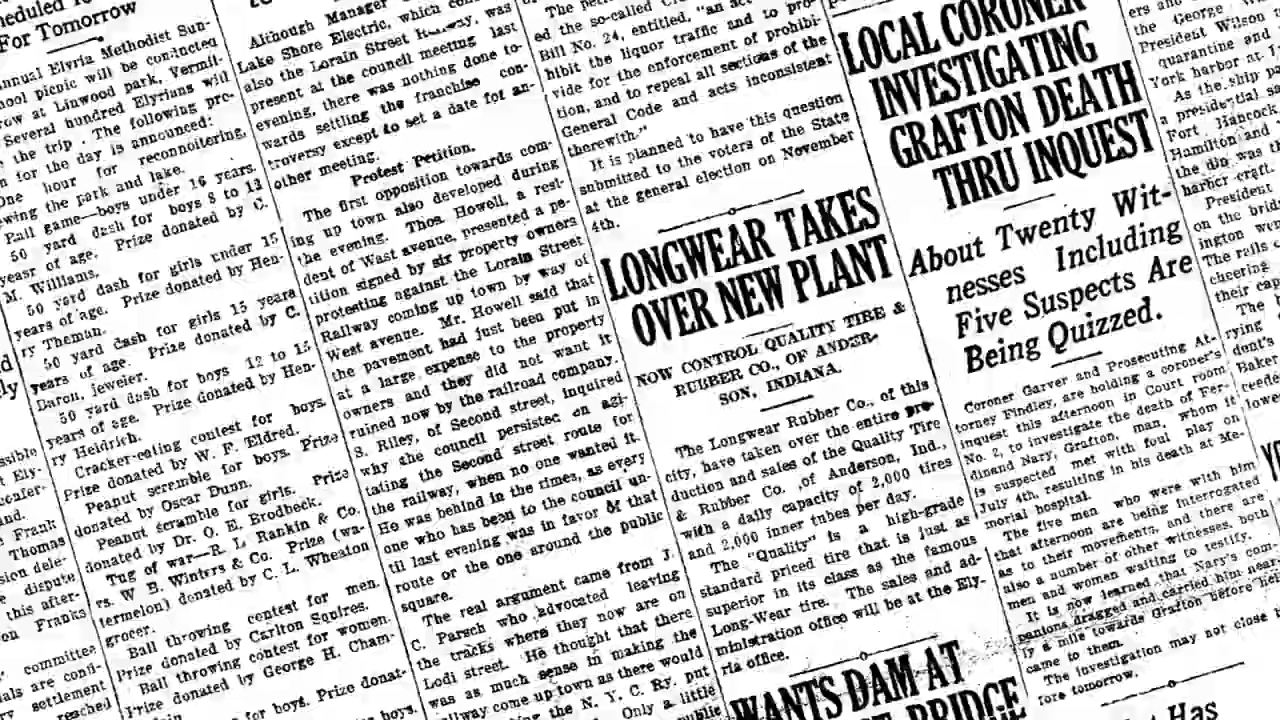 For Tomorrow
Annual Elyria Methodist Sun-
picnic will be conducted
at Linwood park, Vermil-
Several hundred Elyrians will
the trip. The following pro-
for the day is announced:
One hour for reconnoitering,
the park and lake.
Ball game—boys under 16 years.
50 yard dash for boys 8 to 12
yeasr of age. Prize donated by C.
M. Williams.
50 yard dash for girls under 15
years of age. Prize donated by Hen-
ry Theman.
50 yard dash for girls 15 years
years of age. Prize donated by C.
Daron, jeweler.
50 yard dash for boys 12 to 15
years of age. Prize donated by Hen-
ry Heidrich.
Cracker-eating contest for boys.
Prize donated by W. F. Eldred.
Peanut scramble for boys. Prize
donated by Oscar Dunn.
Peanut scramble for girls. Prize
donated by Dr. O. E. Brodbeck.
Tug of war—R. L. Rankin & Co.
vs. W. B. Winters & Co. Prize (wa-
termelon) donated by C. L. Wheaton
grocer.
Ball throwing contest for men.
Prize donated by Carlton Squires.
Ball throwing contest for women.
Prize donated by George H. Cham-
for boys. Prize donat-
Although Manager
Lake Shore Electric, which
also the Lorain Street Railway, was
present at the council meeting last
evening, there was nothing done to-
wards settling the franchise con-
troversy except to set a date for an-
other meeting.
Protest Petition.
The first opposition towards com-
ing up town also developed during
the evening. Thos. Howell, a resi-
dent of Wast avenue, presented a pe-
tition signed by six property owners
protesting against the Lorain Street
Railway coming up town by way of
West avenue. Mr. Howell said that
the pavement had just been put in
at a large expense to the property
owners and they did not want it
ruined now by the railroad company.
S. Riley, of Second street, inquired
why the council persisted on agi-
tating the Second street route for
the railway, when no one wanted it.
He was behind in the times, as every
one who has been to the council un-
til last evening was in favor of that
route or the one around the public
square.
The real argument came from J.
C. Parsch who advocated leaving
the tracks where they now are on
Lodi street. He thought that there
was as much sense in making the
come up town as there would
the N. Y. C. Ry. put
Only a little
ed the so-called
Bill No. 24, entitled, "an act
hibit the liquor traffic and to pro-
vide for the enforcement of prohibi-
tion, and to repeal all sections of the
General Code and acts inconsistent
therewith."
It is planned to have this question
submitted to the voters of the State
at the general election on November
4th.
LONGWEAR TAKES
OVER NEW PLANT
NOW CONTROL QUALITY TIRE &
RUBBER CO., OF ANDER-
SON, INDIANA.
The Longwear Rubber Co., of this
city, have taken over the entire pro-
duction and sales of the Quality Tire
& Rubber Co., of Anderson, Ind.,
with a daily capacity of 2,000 tires
and 2,000 inner tubes per day.
The "Quality" is a high-grade
standard priced tire that is just as
superior in its class as the famous
Long-Wear tire. The sales and ad-
ministration office will be at the Ely-
ria office.
WANTS DAM AT
BRIDGE
LOCAL CORONER
INVESTIGATING
GRAFTON DEATH
THRU INQUEST
About Twenty Wit-
nesses Including
Five Suspects Are
Being Quizzed.
Coroner Garver and Prosecuting At-
torney Findley, are holding a coroner's
inquest this afternoon in Court room
No. 2, to investigate the death of Fer-
dinand Nary, Grafton, man, whom it
is suspected met with foul play on
July 4th, resulting in his death at Me-
morial hospital.
The five men who were with him
that afternoon are being interrogated
as to their movements, and there are
also a number of other witnesses, both
men and women waiting to testify.
It is now learned that Nary's com-
panions dragged and carried him near-
ly a mile towards Grafton before help
came to them.
The investigation may not close
fore tomorrow.
Has
ers and
the George
President Wilson
quarantine and
York harbor at
As the ship
a presidential
Fort Hancock
Hamilton and
the din was
harbor craft.
President
on the
ington
The rails
cheering
their
The
rying
dent's
Baker